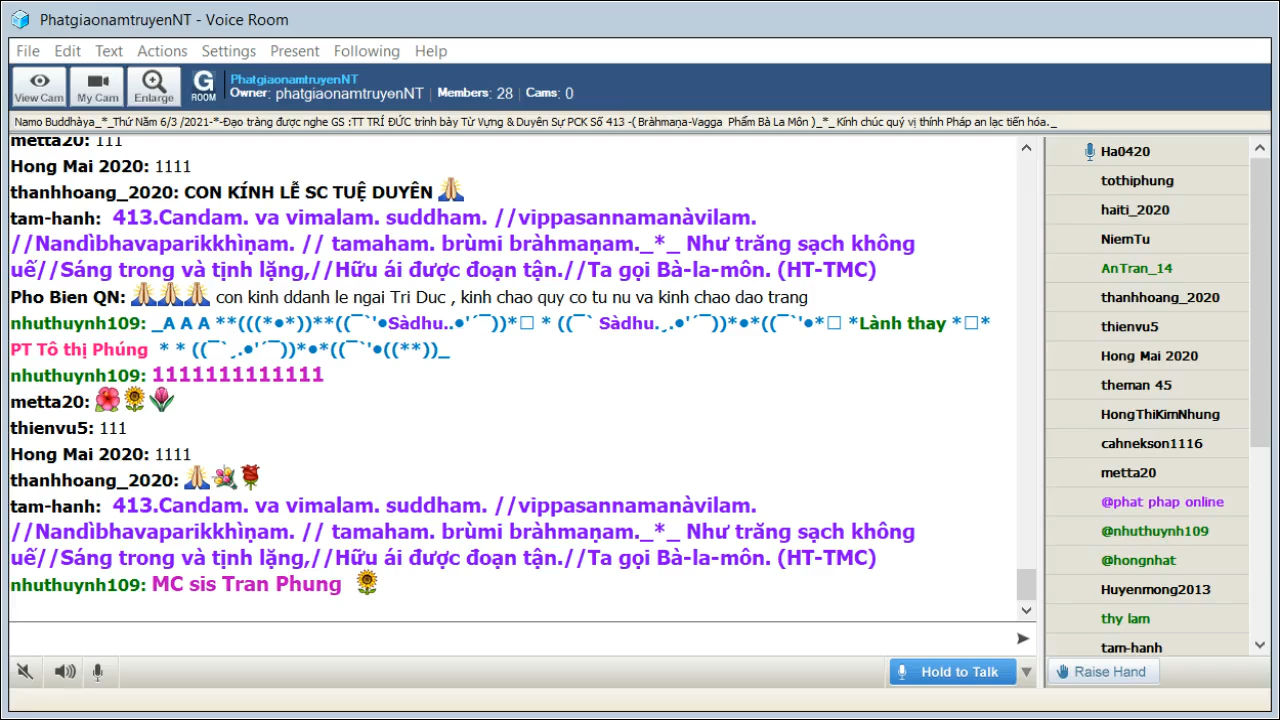 PhatgiaonamtruyenNT - Voice Room
File Edit Text Actions Settings Present Following Help
View Cam My Cam Enlarge G ROOM
PhatgiaonamtruyenNT
Owner: phatgiaonamtruyenNT | Members: 28 | Cams: 0
Namo Buddhàya_*_Thứ Năm 6/3 /2021-*-Đạo tràng được nghe GS :TT TRÍ ĐỨC trình bày Từ Vựng & Duyên Sự PCK Số 413 -( Bràhmaṇa-Vagga Phẩm Bà La Môn )_*_ Kính chúc quý vị thính Pháp an lạc tiến hóa._
metta20: 111
Hong Mai 2020: 1111
thanhhoang_2020: CON KÍNH LỄ SC TUỆ DUYÊN
tam-hanh: 413.Candam. va vimalam. suddham. //vippasannamanàvilam.
//Nandìbhavaparikkhìṇam. // tamaham. brùmi bràhmaṇam._*_ Như trăng sạch không
uế//Sáng trong và tịnh lặng,//Hữu ái được đoạn tận.//Ta gọi Bà-la-môn. (HT-TMC)
Pho Bien QN: con kinh ddanh le ngai Tri Duc , kinh chao quy co tu nu va kinh chao dao trang
nhuthuynh109: _A A A **(((*•*))**((¯`'•Sàdhu..•'´¯))*□ * ((¯` Sàdhu.¸.•'´¯))*•*((¯`'•*□ *Lành thay *□*
PT Tô thị Phúng * * ((¯`¸.•'´¯))*•*((¯`'•((**))_
nhuthuynh109: 1111111111111
metta20:
thienvu5: 111
Hong Mai 2020: 1111
thanhhoang_2020:
tam-hanh: 413.Candam. va vimalam. suddham. //vippasannamanàvilam.
//Nandìbhavaparikkhìṇam. // tamaham. brùmi bràhmaṇam._*_ Như trăng sạch không
uế//Sáng trong và tịnh lặng,//Hữu ái được đoạn tận.//Ta gọi Bà-la-môn. (HT-TMC)
nhuthuynh109: MC sis Tran Phung
Hold to Talk
Ha0420
tothiphung
haiti_2020
NiemTu
AnTran_14
thanhhoang_2020
thienvu5
Hong Mai 2020
theman 45
HongThiKimNhung
cahnekson1116
metta20
@phat phap online
@nhuthuynh109
@hongnhat
Huyenmong2013
thy lam
tam-hanh
Raise Hand